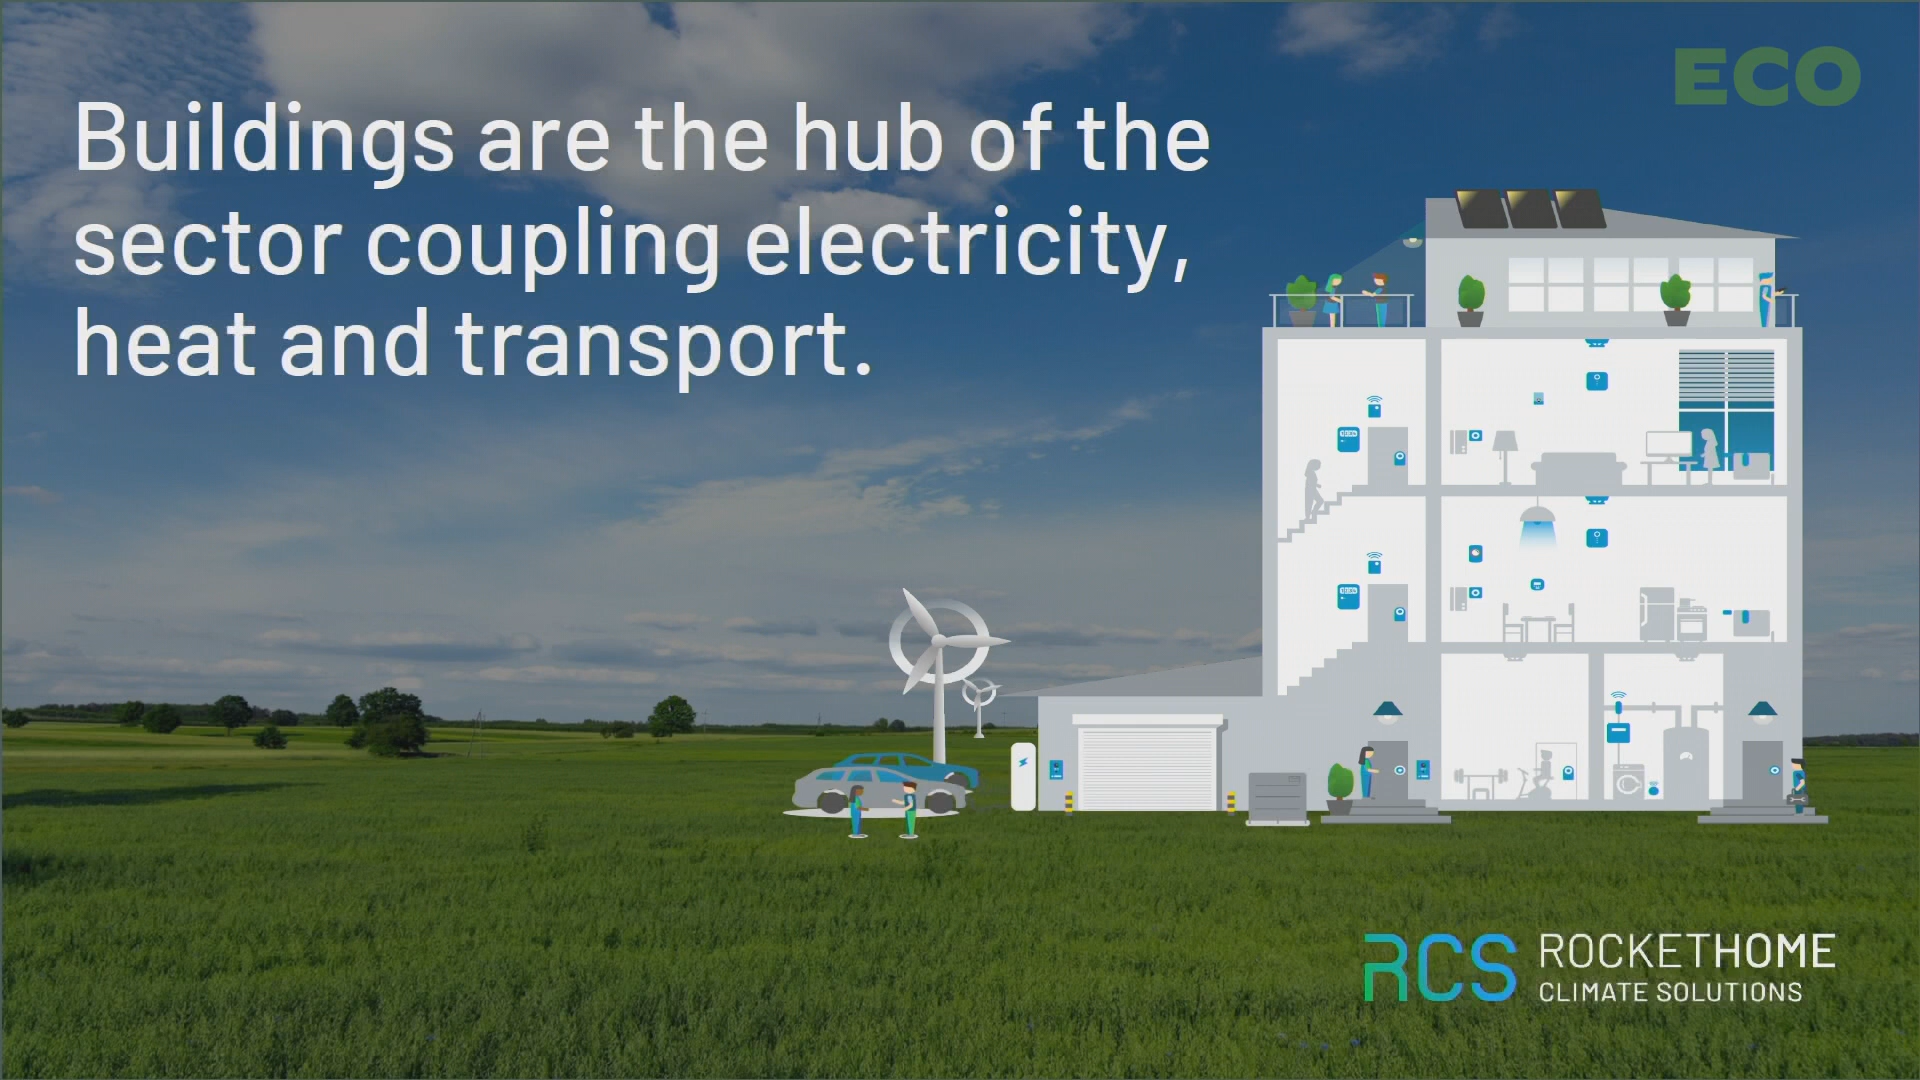 ECO
Buildings are the hub of the
sector coupling electricity,
heat and transport.
RCS ROCKETHOME
CLIMATE SOLUTIONS